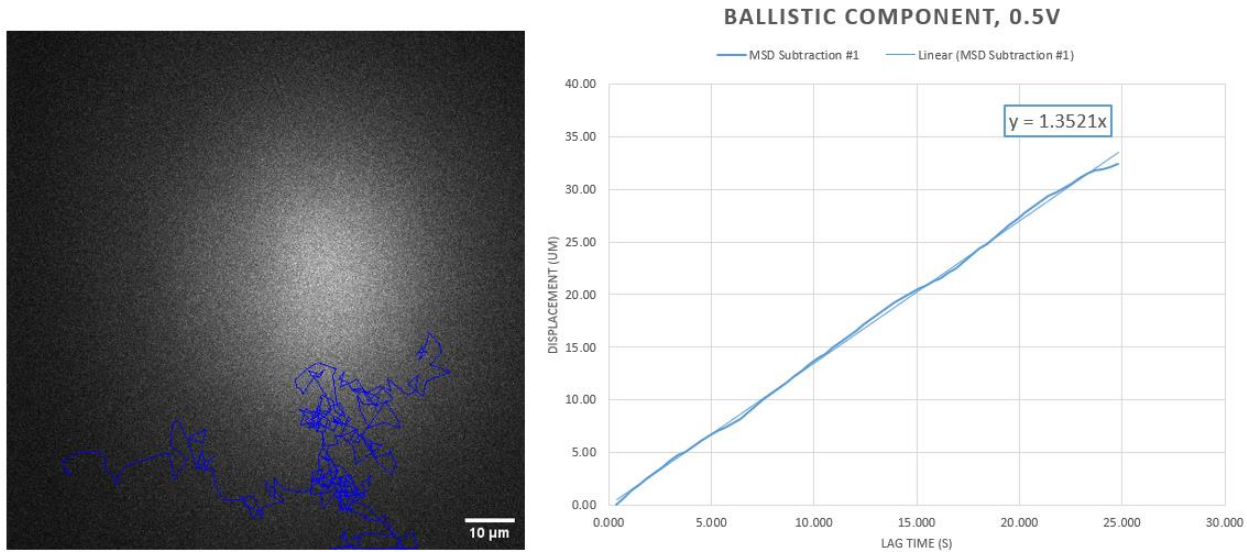 10 μm
BALLISTIC COMPONENT, 0.5V
MSD Subtraction #1 Linear (MSD Subtraction #1)
40.00
y = 1.3521x
35.00
30.00
25.00
20.00
15.00
10.00
5.00
0.00
DISPLACEMENT (UM)
0.000 5.000 10.000 15.000 20.000 25.000 30.000
LAG TIME (S)